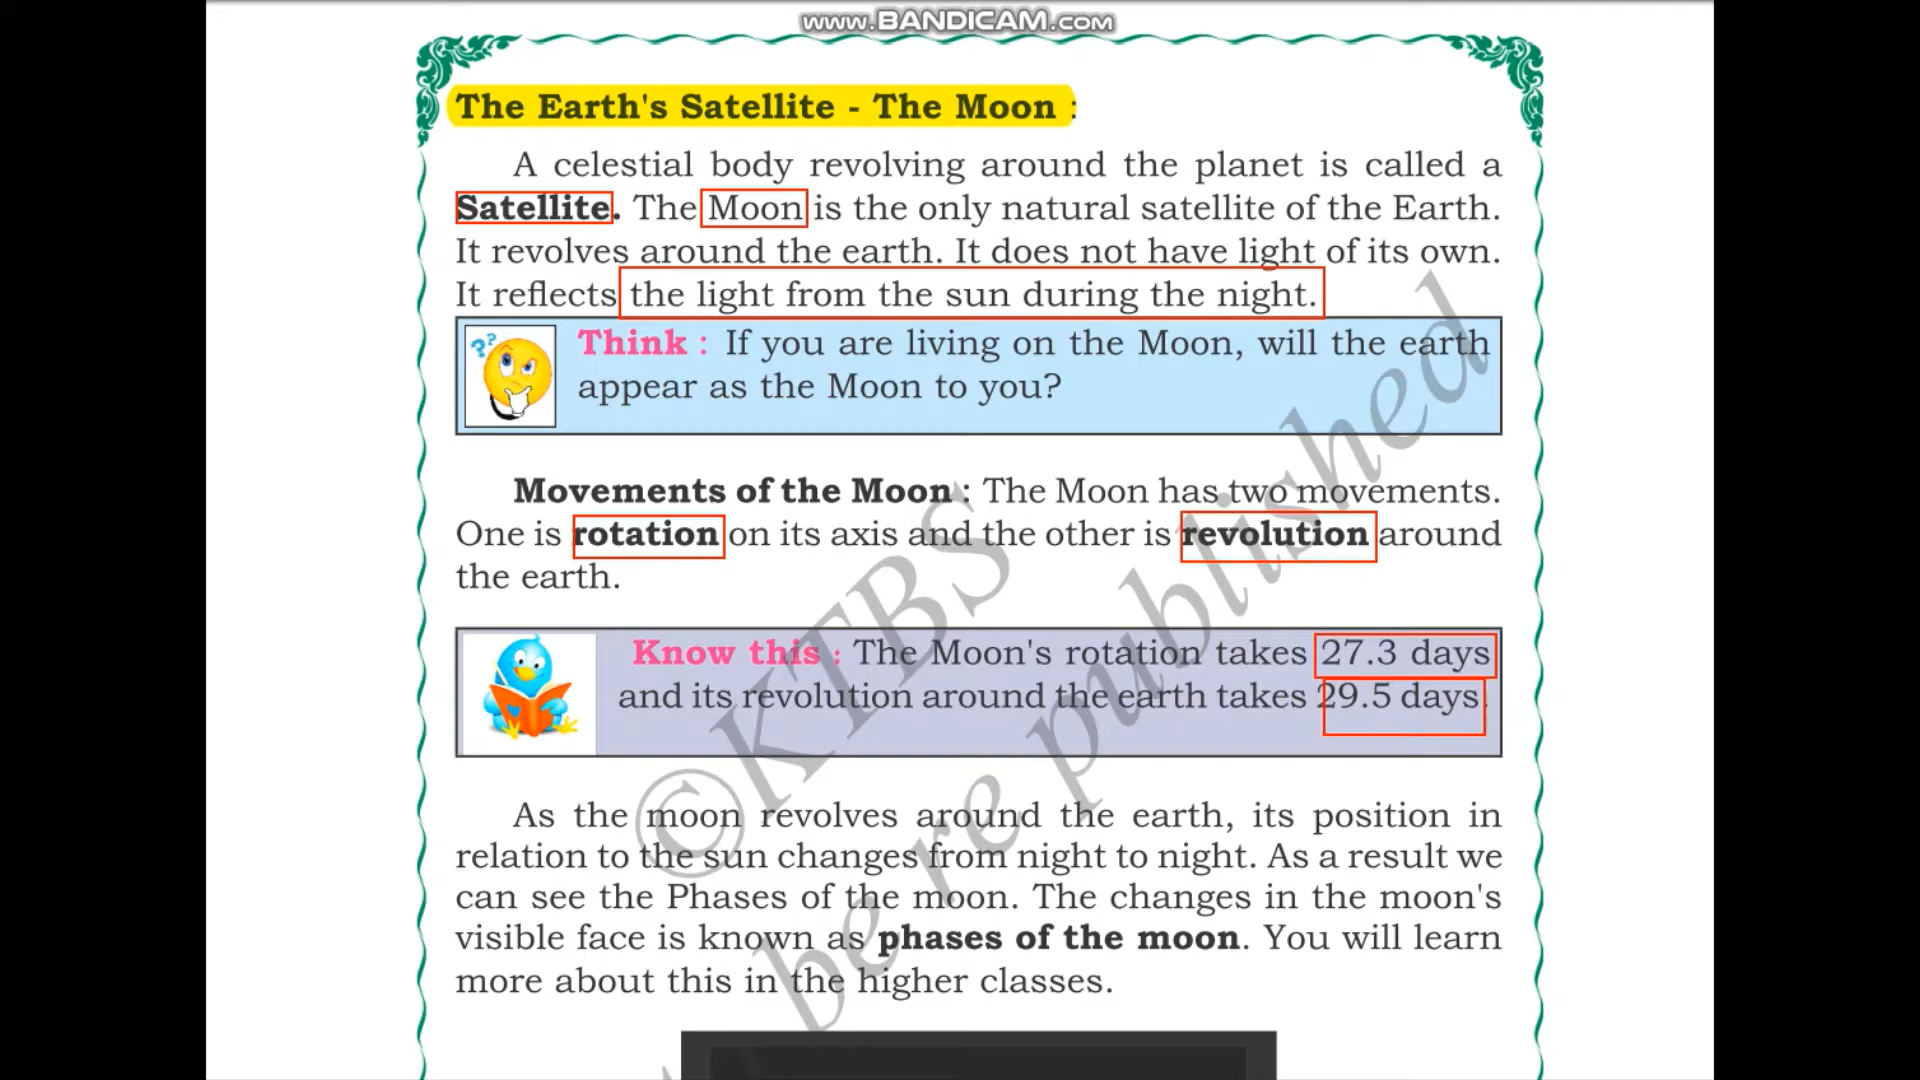 www.BANDICAM.com
The Earth's Satellite - The Moon :
A celestial body revolving around the planet is called a
Satellite. The Moon is the only natural satellite of the Earth.
It revolves around the earth. It does not have light of its own.
It reflects the light from the sun during the night.
??
Think : If you are living on the Moon, will the earth
appear as the Moon to you?
Movements of the Moon : The Moon has two movements.
One is rotation on its axis and the other is revolution around
the earth.
Know this : The Moon's rotation takes 27.3 days
and its revolution around the earth takes 29.5 days.
As the moon revolves around the earth, its position in
relation to the sun changes from night to night. As a result we
can see the Phases of the moon. The changes in the moon's
visible face is known as phases of the moon. You will learn
more about this in the higher classes.
©KTBS
be re published